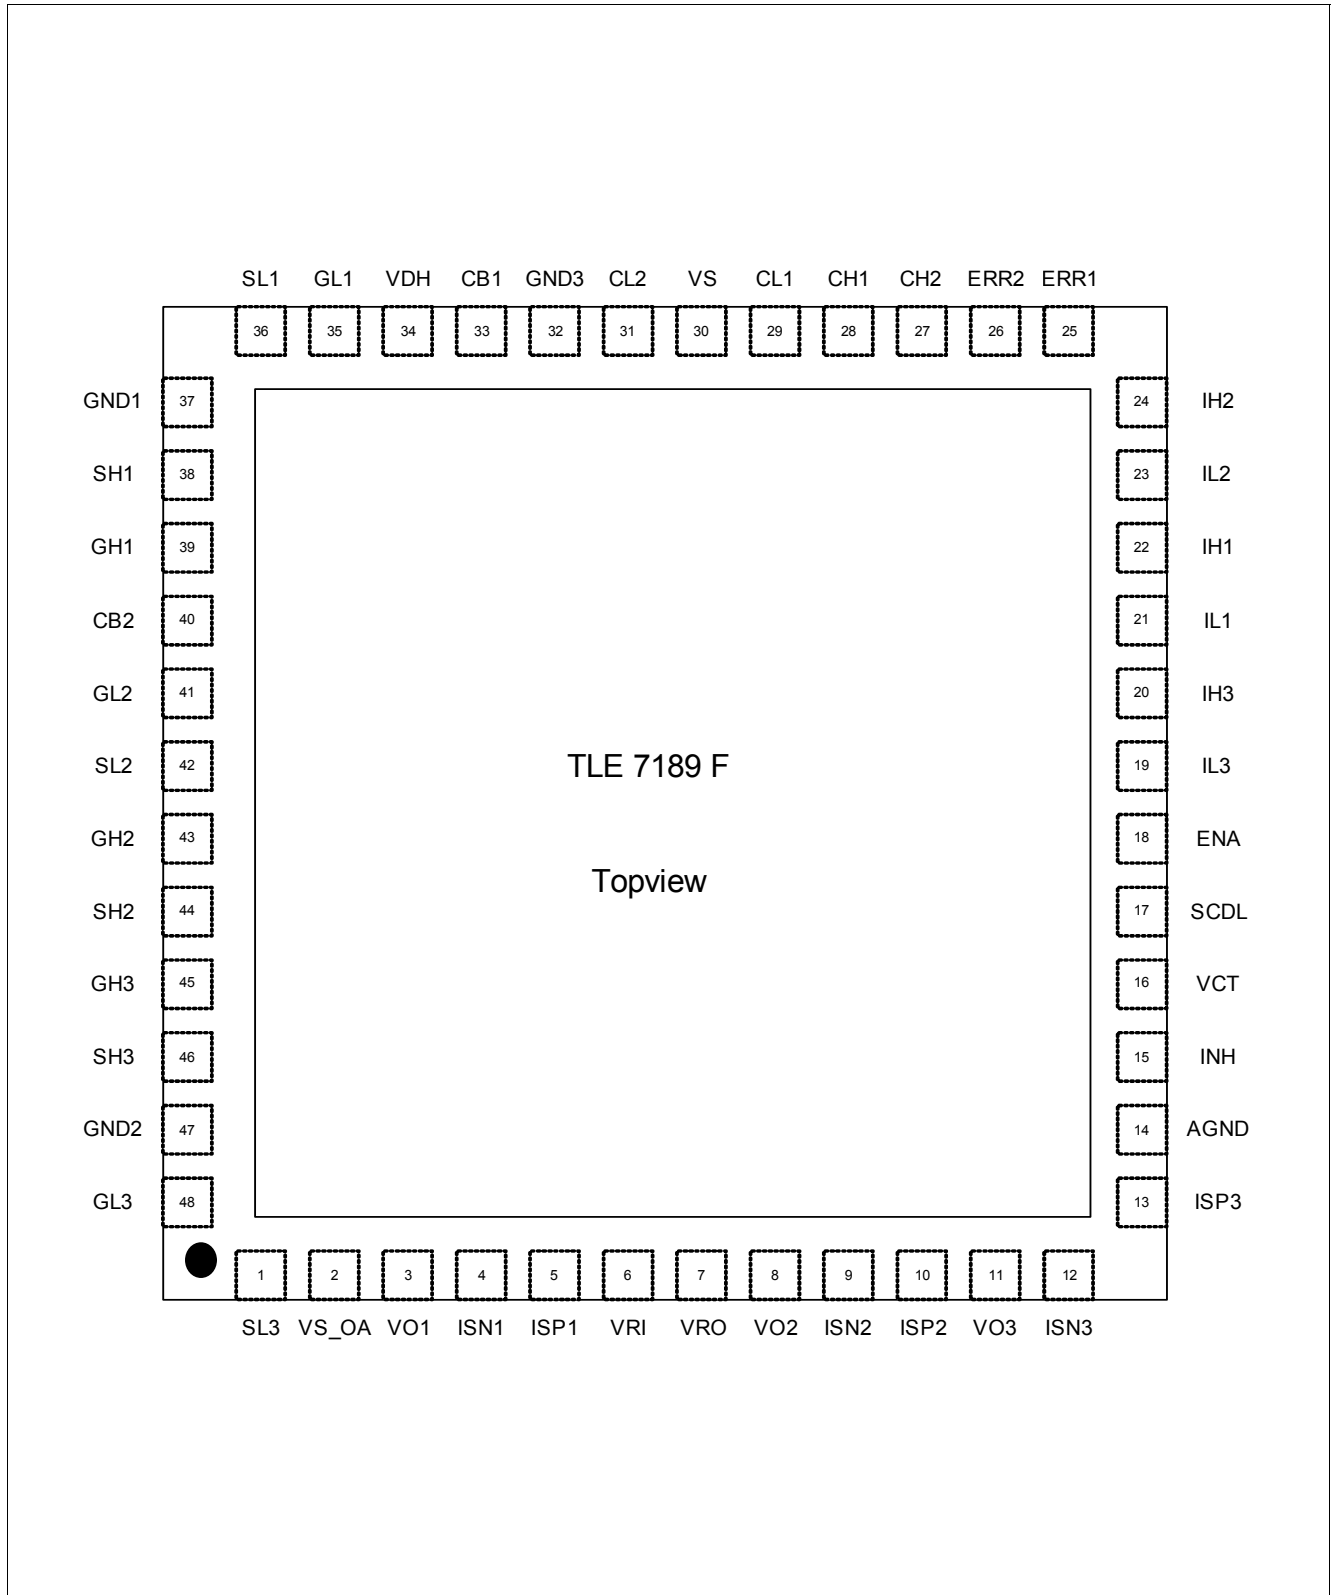 SL1 GL1 VDH CB1 GND3 CL2 VS CL1 CH1 CH2 ERR2 ERR1
36 35 34 33 32 31 30 29 28 27 26 25
GND1 37 24 IH2
SH1 38 23 IL2
GH1 39 22 IH1
CB2 40 21 IL1
GL2 41 20 IH3
SL2 42 19 IL3
TLE 7189 F
GH2 43 18 ENA
Topview
SH2 44 17 SCDL
GH3 45 16 VCT
SH3 46 15 INH
GND2 47 14 AGND
GL3 48 13 ISP3
1 2 3 4 5 6 7 8 9 10 11 12
SL3 VS_OA VO1 ISN1 ISP1 VRI VRO VO2 ISN2 ISP2 VO3 ISN3